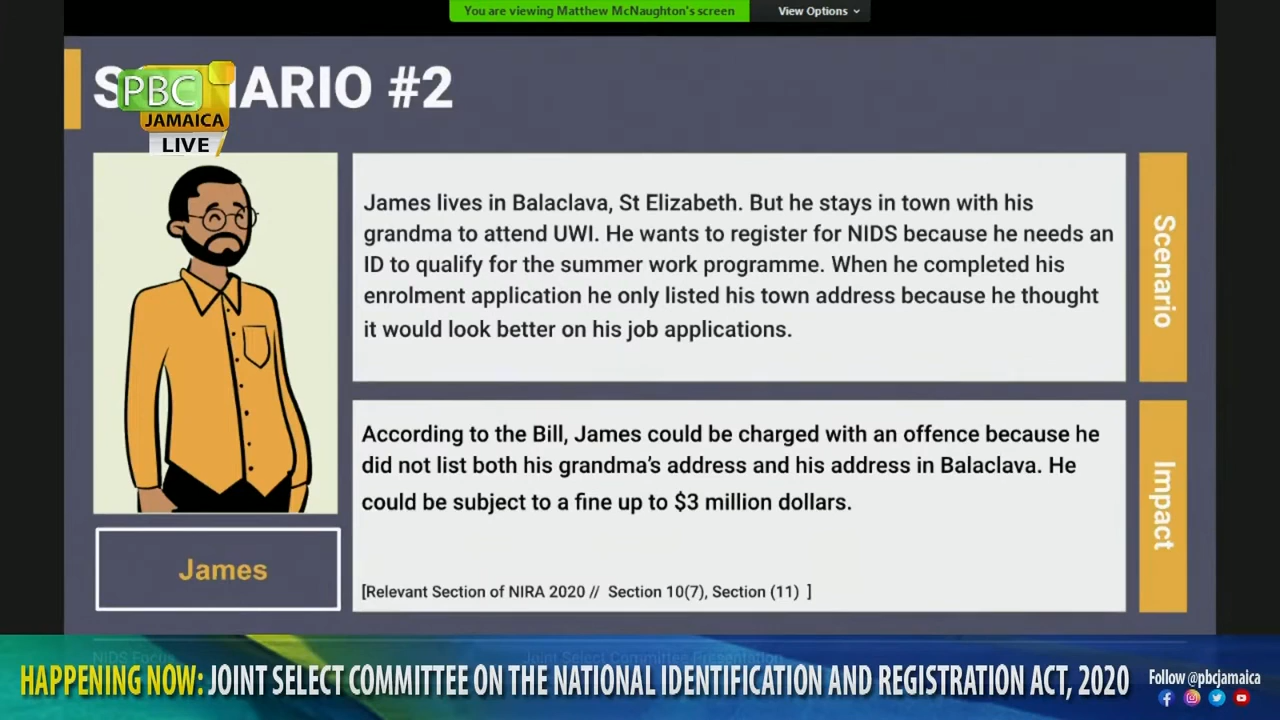 You are viewing Matthew McNaughton's screen
View Options
ARIO #2
PBC
JAMAICA
LIVE
James lives in Balaclava, St Elizabeth. But he stays in town with his
grandma to attend UWI. He wants to register for NIDS because he needs an
ID to qualify for the summer work programme. When he completed his
enrolment application he only listed his town address because he thought
it would look better on his job applications.
Scenario
According to the Bill, James could be charged with an offence because he
did not list both his grandma's address and his address in Balaclava. He
could be subject to a fine up to $3 million dollars.
[Relevant Section of NIRA 2020 // Section 10(7), Section (11) ]
Impact
James
NIDS Focus
Joint Select Committee Presentation
HAPPENING NOW: JOINT SELECT COMMITTEE ON THE NATIONAL IDENTIFICATION AND REGISTRATION ACT, 2020
Follow @pbcjamaica